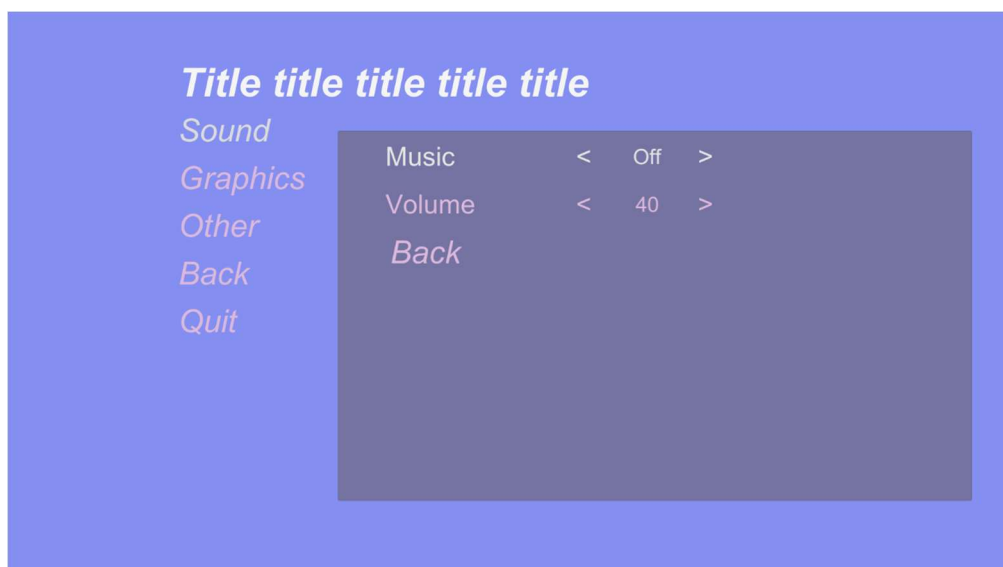 Title title title title title
Sound
Graphics
Other
Back
Quit
Music < Off >
Volume < 40 >
Back